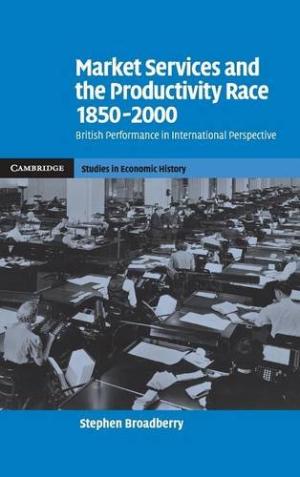 Market Services and
the Productivity Race
1850–2000
British Performance in International Perspective
CAMBRIDGE Studies in Economic History
Stephen Broadberry